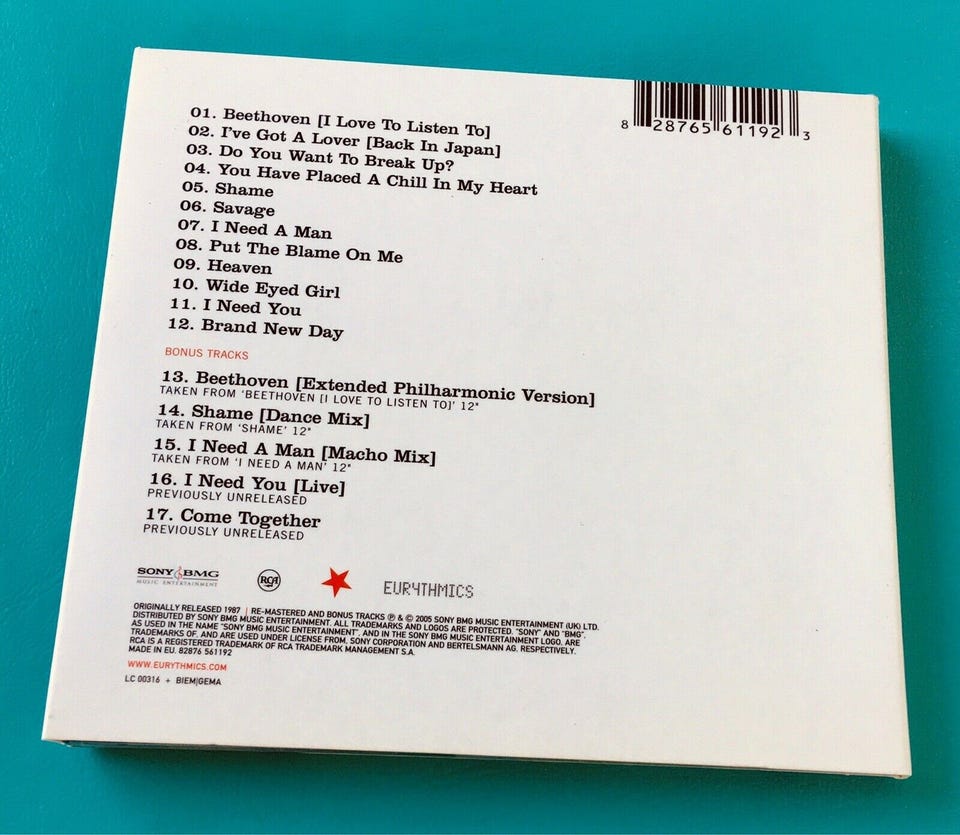 8 28765 61192 3
01. Beethoven [I Love To Listen To]
02. I've Got A Lover [Back In Japan]
03. Do You Want To Break Up?
04. You Have Placed A Chill In My Heart
05. Shame
06. Savage
07. I Need A Man
08. Put The Blame On Me
09. Heaven
10. Wide Eyed Girl
11. I Need You
12. Brand New Day
BONUS TRACKS
13. Beethoven [Extended Philharmonic Version]
TAKEN FROM 'BEETHOVEN [I LOVE TO LISTEN TO]' 12"
14. Shame [Dance Mix]
TAKEN FROM 'SHAME' 12"
15. I Need A Man [Macho Mix]
TAKEN FROM 'I NEED A MAN' 12"
16. I Need You [Live]
PREVIOUSLY UNRELEASED
17. Come Together
PREVIOUSLY UNRELEASED
SONY BMG
MUSIC ENTERTAINMENT
RCA
EURYTHMICS
ORIGINALLY RELEASED 1987 | RE-MASTERED AND BONUS TRACKS ℗ & © 2005 SONY BMG MUSIC ENTERTAINMENT (UK) LTD.
DISTRIBUTED BY SONY BMG MUSIC ENTERTAINMENT. ALL TRADEMARKS AND LOGOS ARE PROTECTED. "SONY" AND "BMG".
AS USED IN THE NAME "SONY BMG MUSIC ENTERTAINMENT", AND IN THE SONY BMG MUSIC ENTERTAINMENT LOGO, ARE
TRADEMARKS OF, AND ARE USED UNDER LICENSE FROM, SONY CORPORATION AND BERTELSMANN AG, RESPECTIVELY.
RCA IS A REGISTERED TRADEMARK OF RCA TRADEMARK MANAGEMENT S.A.
MADE IN EU. 82876 561192
WWW.EURYTHMICS.COM
LC 00316 + BIEM|GEMA